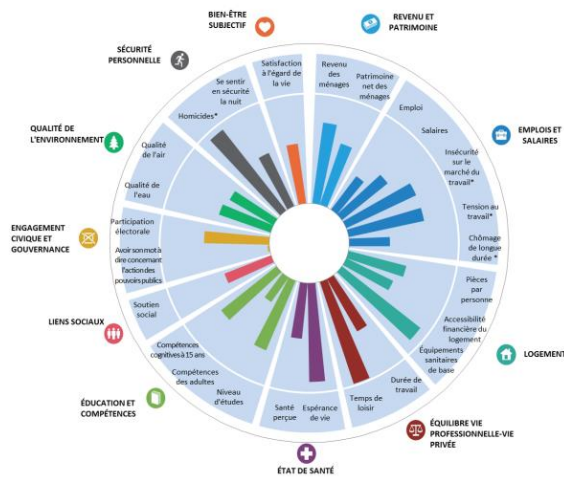 BIEN-ÊTRE
SUBJECTIF
REVENU ET
PATRIMOINE
SÉCURITÉ
PERSONNELLE
Satisfaction
à l'égard de
la vie
Revenu
des
ménages
Patrimoine
net des
ménages
Se sentir
en sécurité
la nuit
Homicides*
Emploi
Salaires
EMPLOIS ET
SALAIRES
Insécurité
sur le
marché du
travail*
Tension au
travail*
Chômage
de longue
durée *
QUALITÉ DE
L'ENVIRONNEMENT
Qualité
de l'air
Qualité de
l'eau
ENGAGEMENT
CIVIQUE ET
GOUVERNANCE
Participation
électorale
Avoir son mot à
dire concernant
l'action des
pouvoirs publics
LIENS SOCIAUX
Soutien
social
Pièces
par
personne
Accessibilité
financière du
logement
Équipements
sanitaires
de base
LOGEMENT
Compétences
cognitives à 15 ans
Compétences
des adultes
Niveau
d'études
ÉDUCATION ET
COMPÉTENCES
Santé
perçue
Espérance
de vie
Temps de
loisir
Durée de
travail
ÉQUILIBRE VIE
PROFESSIONNELLE-VIE
PRIVÉE
ÉTAT DE SANTÉ